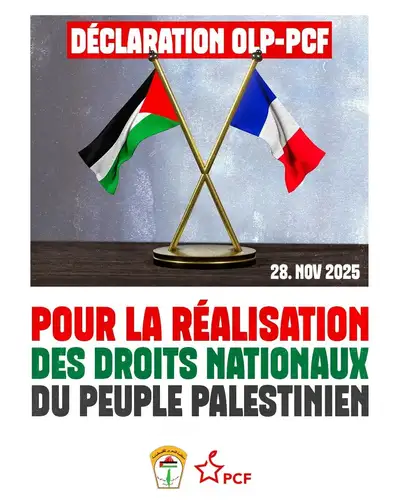 DÉCLARATION OLP-PCF
28. NOV 2025
POUR LA RÉALISATION
DES DROITS NATIONAUX
DU PEUPLE PALESTINIEN
PCF